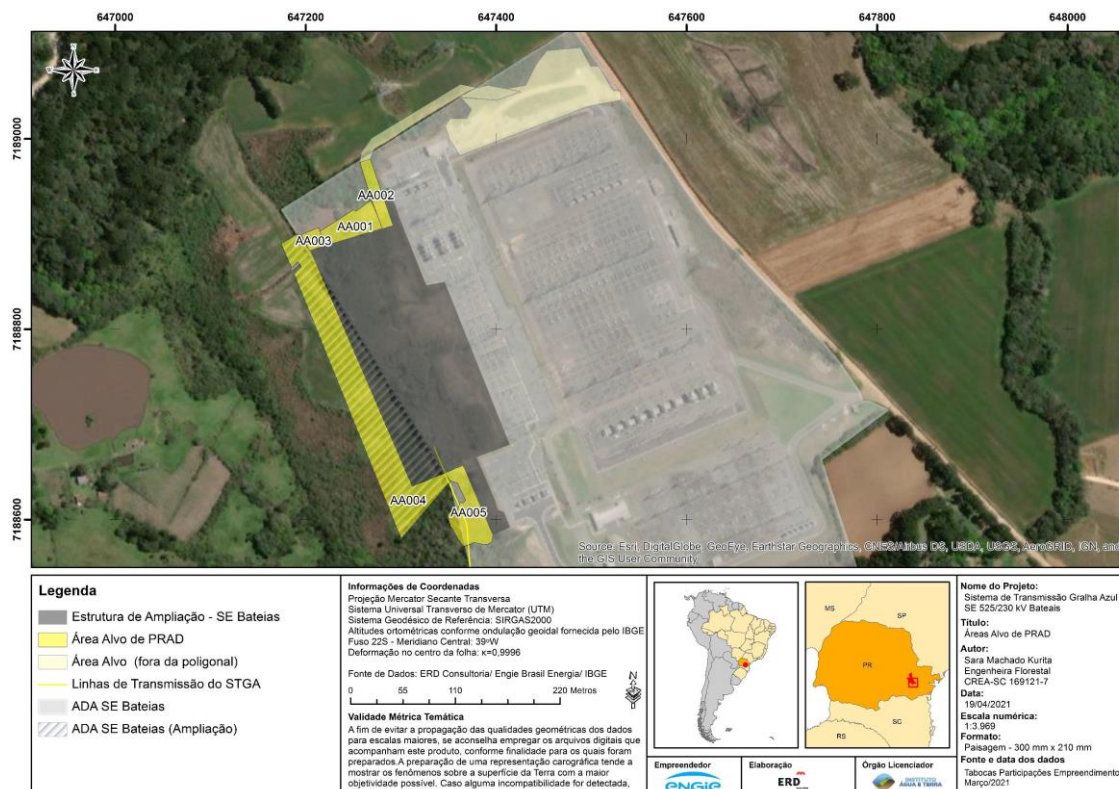 647000
647200
647400
647600
647800
648000
7189000
7188800
7188600
AA002
AA001
AA003
AA004
AA005
Source: Esri, DigitalGlobe, GeoEye, Earthstar Geographics, CNES/Airbus DS, USDA, USGS, AeroGRID, IGN, and
the GIS User Community
Legenda
Estrutura de Ampliação - SE Bateias
Área Alvo de PRAD
Área Alvo (fora da poligonal)
Linhas de Transmissão do STGA
ADA SE Bateias
ADA SE Bateias (Ampliação)
Informações de Coordenadas
Projeção Mercator Secante Transversa
Sistema Universal Transverso de Mercator (UTM)
Sistema Geodésico de Referência: SIRGAS2000
Altitudes ortométricas conforme ondulação geoidal fornecida pelo IBGE
Fuso 22S - Meridiano Central: 39ºW
Deformação no centro da folha: κ=0,9996
Fonte de Dados: ERD Consultoria/ Engie Brasil Energia/ IBGE
0 55 110 220 Metros
N
Validade Métrica Temática
A fim de evitar a propagação das qualidades geométricas dos dados
para escalas maiores, se aconselha empregar os arquivos digitais que
acompanham este produto, conforme finalidade para os quais foram
preparados.A preparação de uma representação carográfica tende a
mostrar os fenômenos sobre a superfície da Terra com a maior
objetividade possível. Caso alguma incompatibilidade for detectada,
MS
SP
PR
SC
RS
Empreendedor
ENGIE
Elaboração
ERD
Órgão Licenciador
INSTITUTO
ÁGUA E TERRA
Nome do Projeto:
Sistema de Transmissão Gralha Azul
SE 525/230 kV Bateais
Título:
Áreas Alvo de PRAD
Autor:
Sara Machado Kurita
Engenheira Florestal
CREA-SC 169121-7
Data:
19/04/2021
Escala numérica:
1:3.969
Formato:
Paisagem - 300 mm x 210 mm
Fonte e data dos dados
Tabocas Participações Empreendimento
Março/2021